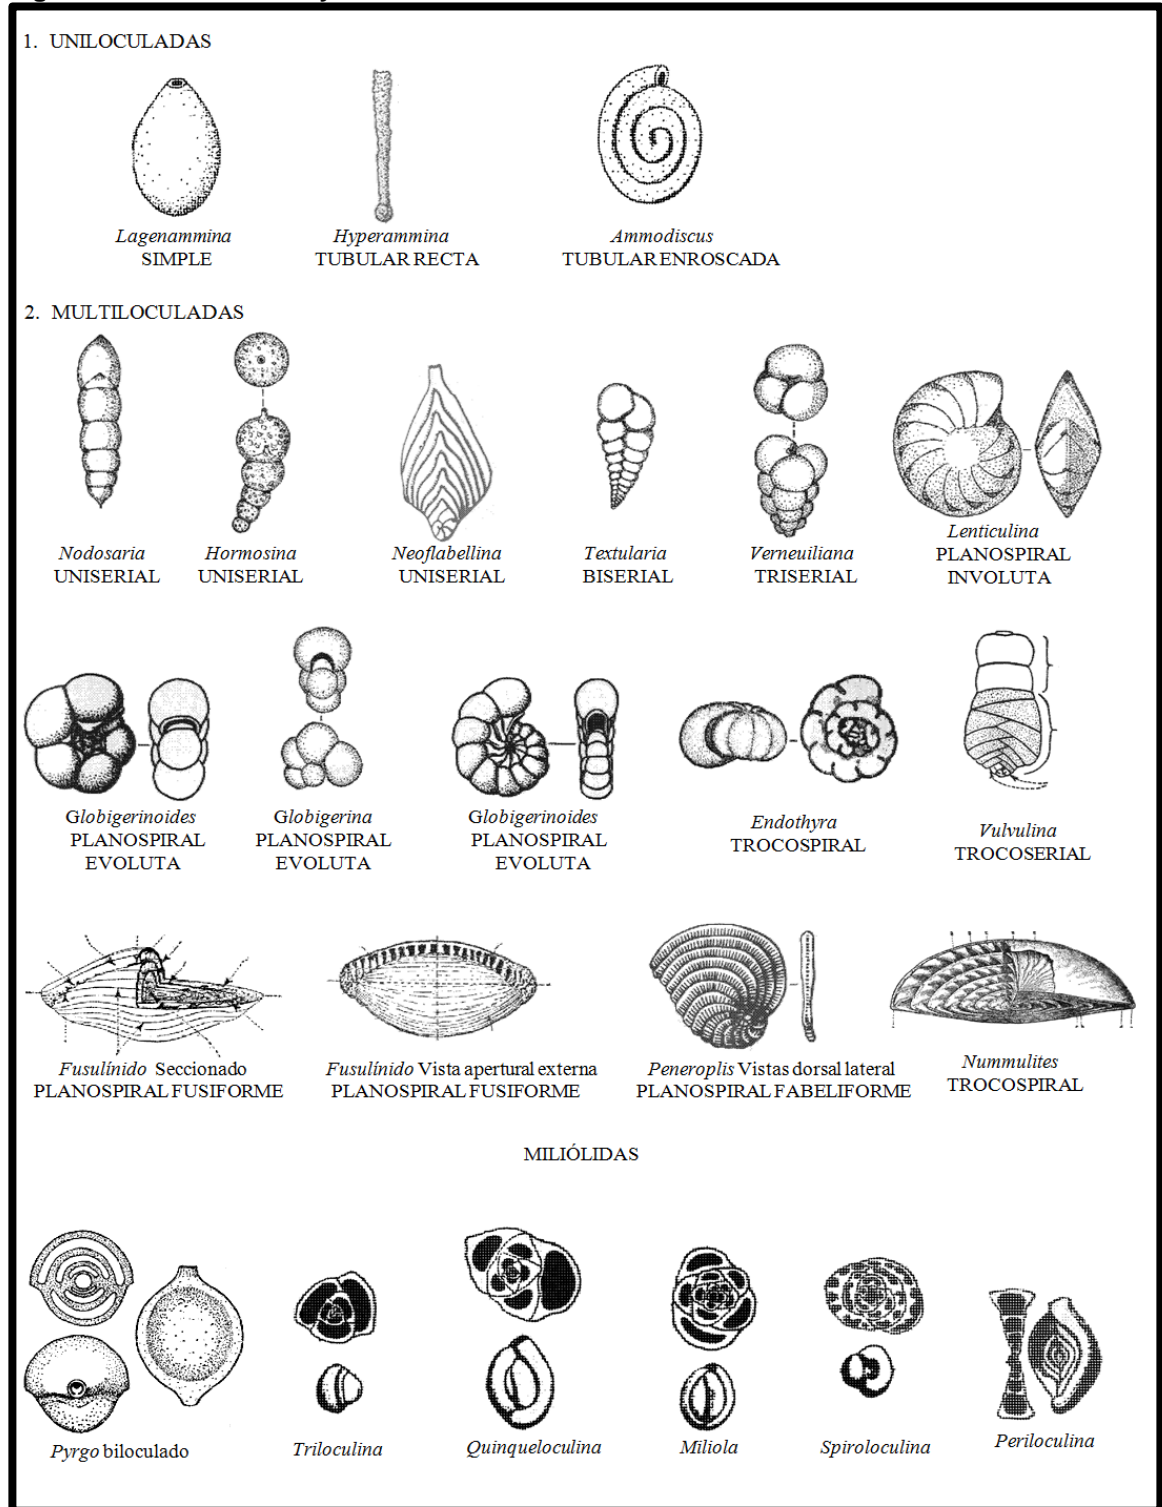 1. UNILOCULADAS
Lagenammina
SIMPLE
Hyperammina
TUBULAR RECTA
Ammodiscus
TUBULAR ENROSCADA
2. MULTILOCULADAS
Nodosaria
UNISERIAL
Hormosina
UNISERIAL
Neoflabellina
UNISERIAL
Textularia
BISERIAL
Verneuiliana
TRISERIAL
Lenticulina
PLANOSPIRAL
INVOLUTA
Globigerinoides
PLANOSPIRAL
EVOLUTA
Globigerina
PLANOSPIRAL
EVOLUTA
Globigerinoides
PLANOSPIRAL
EVOLUTA
Endothyra
TROCOSPIRAL
Vulvulina
TROCOSERIAL
Fusulínido Seccionado
PLANOSPIRAL FUSIFORME
Fusulínido Vista apertural externa
PLANOSPIRAL FUSIFORME
Peneroplis Vistas dorsal lateral
PLANOSPIRAL FABELIFORME
Nummulites
TROCOSPIRAL
MILIÓLIDAS
Pyrgo biloculado
Triloculina
Quinqueloculina
Miliola
Spiroloculina
Periloculina